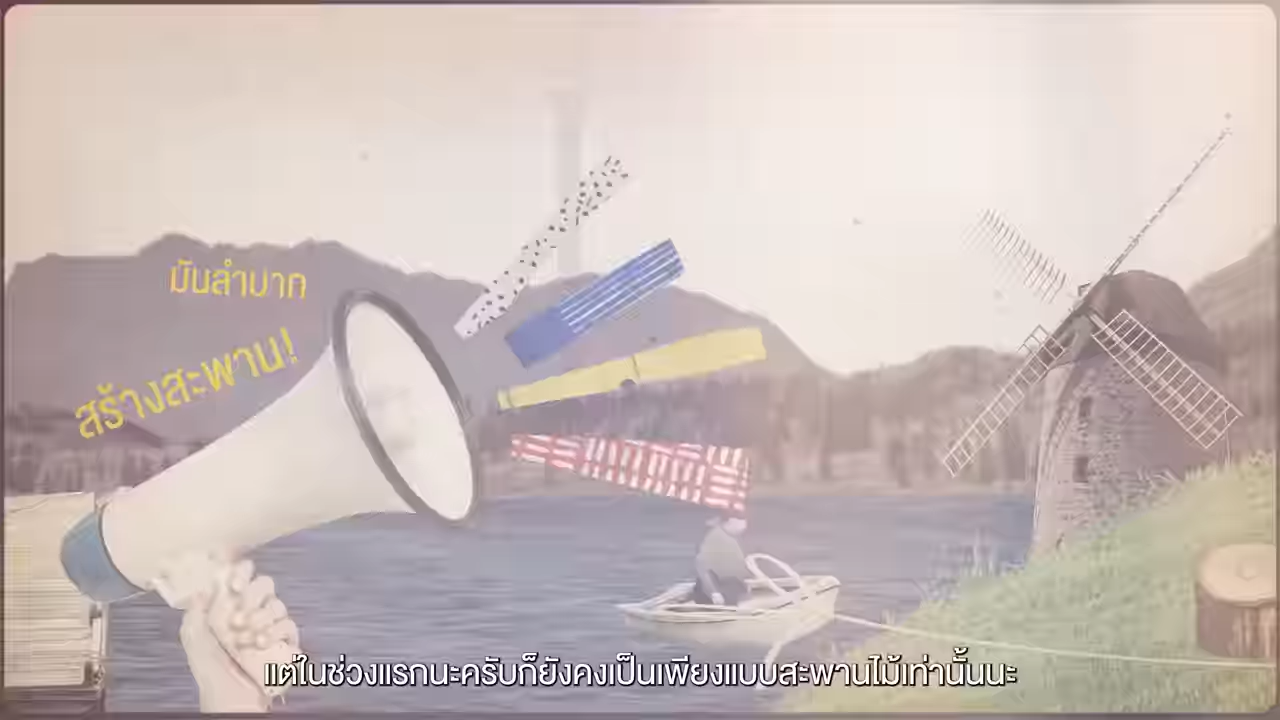 มันลำบาก
สร้างสะพาน!
แต่ในช่วงแรกนะครับก็ยังคงเป็นเพียงแบบสะพานไม้เท่านั้นนะ